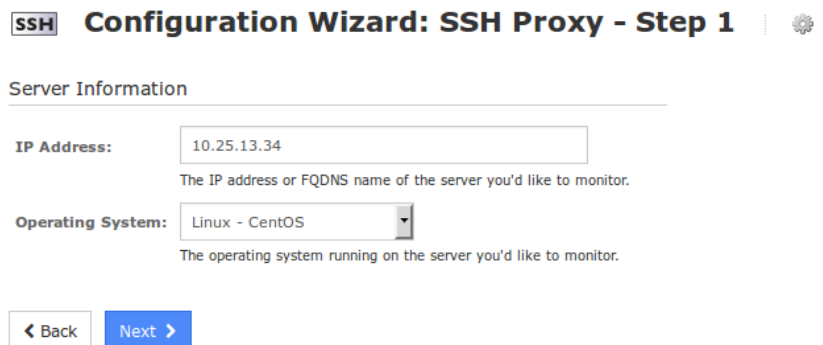 SSH Configuration Wizard: SSH Proxy - Step 1
Server Information
IP Address: 10.25.13.34
The IP address or FQDNS name of the server you'd like to monitor.
Operating System: Linux - CentOS
The operating system running on the server you'd like to monitor.
Back Next